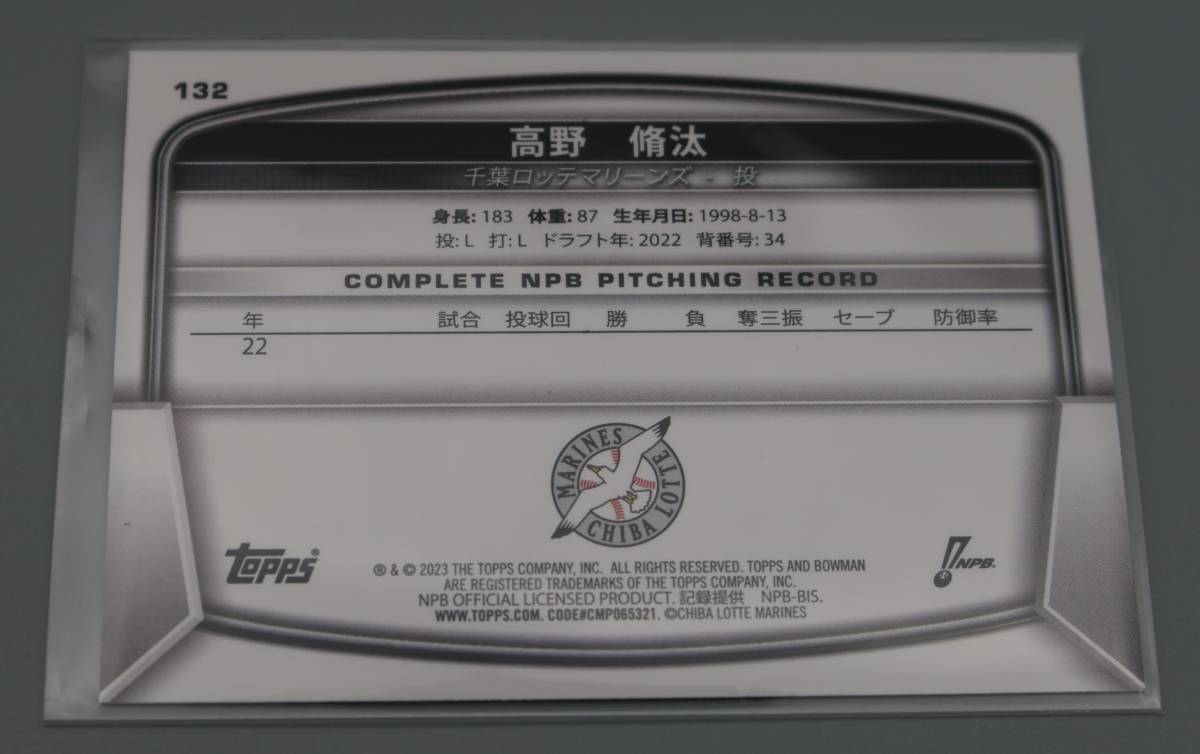 132
高野 脩汰
千葉ロッテマリーンズ - 投
身長: 183 体重: 87 生年月日: 1998-8-13
投: L 打: L ドラフト年: 2022 背番号: 34
COMPLETE NPB PITCHING RECORD
年 試合 投球回 勝 負 奪三振 セーブ 防御率
22
MARINES
CHIBA LOTTE
TOPPS®
® & © 2023 THE TOPPS COMPANY, INC. ALL RIGHTS RESERVED. TOPPS AND BOWMAN
ARE REGISTERED TRADEMARKS OF THE TOPPS COMPANY, INC.
NPB OFFICIAL LICENSED PRODUCT. 記録提供 NPB-BIS.
WWW.TOPPS.COM. CODE#CMP065321. ©CHIBA LOTTE MARINES
NPB.